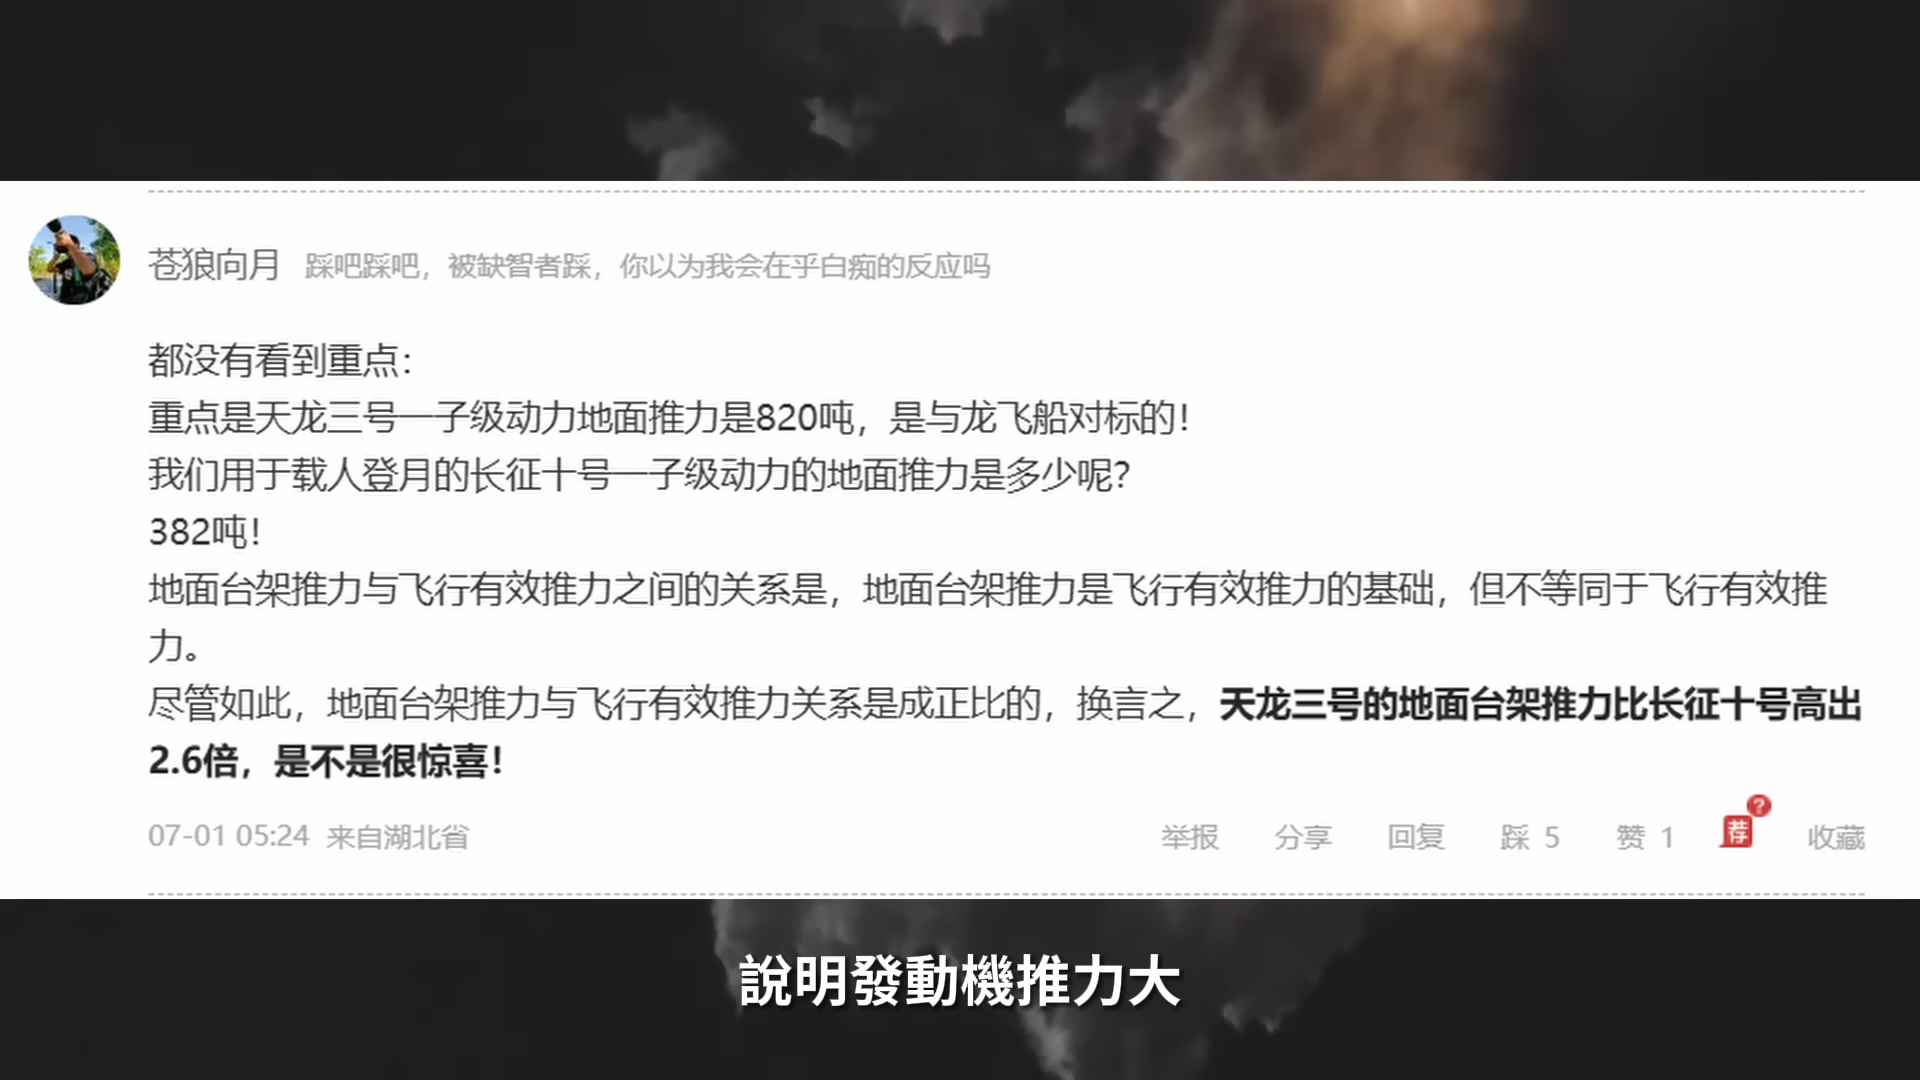 苍狼向月 踩吧踩吧，被缺智者踩，你以为我会在乎白痴的反应吗
都没有看到重点：
重点是天龙三号一子级动力地面推力是820吨，是与龙飞船对标的！
我们用于载人登月的长征十号一子级动力的地面推力是多少呢？
382吨！
地面台架推力与飞行有效推力之间的关系是，地面台架推力是飞行有效推力的基础，但不等同于飞行有效推
力。
尽管如此，地面台架推力与飞行有效推力关系是成正比的，换言之，天龙三号的地面台架推力比长征十号高出
2.6倍，是不是很惊喜！
07-01 05:24 来自湖北省 举报 分享 回复 踩 5 赞 1 荐 ? 收藏
說明發動機推力大